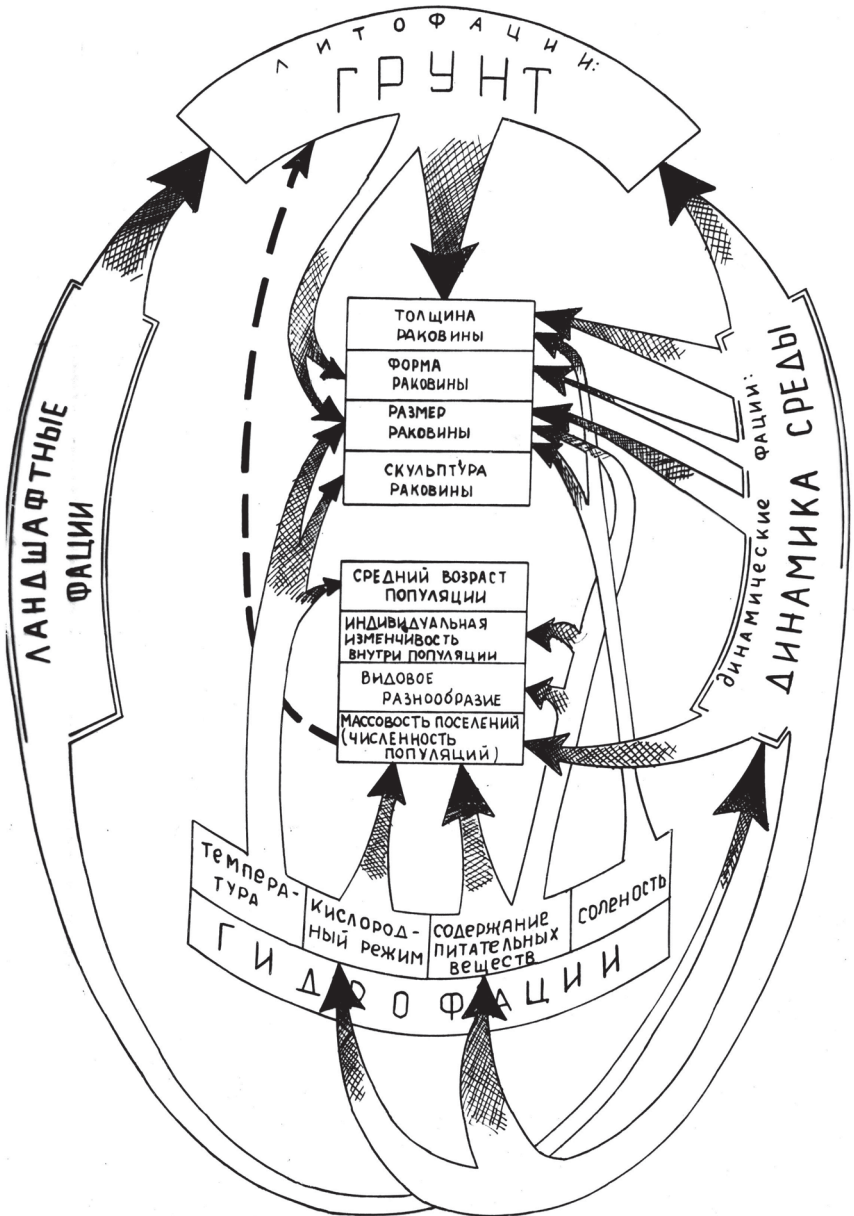 ЛИТОФАЦИИ:
ГРУНТ
ТОЛЩИНА
РАКОВИНЫ
ФОРМА
РАКОВИНЫ
РАЗМЕР
РАКОВИНЫ
СКУЛЬПТУРА
РАКОВИНЫ
ЛАНДШАФТНЫЕ
ФАЦИИ
динамические фации:
ДИНАМИКА СРЕДЫ
СРЕДНИЙ ВОЗРАСТ
ПОПУЛЯЦИИ
ИНДИВИДУАЛЬНАЯ
ИЗМЕНЧИВОСТЬ
ВНУТРИ ПОПУЛЯЦИИ
ВИДОВОЕ
РАЗНООБРАЗИЕ
МАССОВОСТЬ ПОСЕЛЕНИЙ
(ЧИСЛЕННОСТЬ
ПОПУЛЯЦИЙ)
ТЕМПЕРА-
ТУРА
КИСЛОРОД-
НЫЙ РЕЖИМ
СОДЕРЖАНИЕ
ПИТАТЕЛЬНЫХ
ВЕЩЕСТВ
СОЛЕНОСТЬ
ГИДРОФАЦИИ